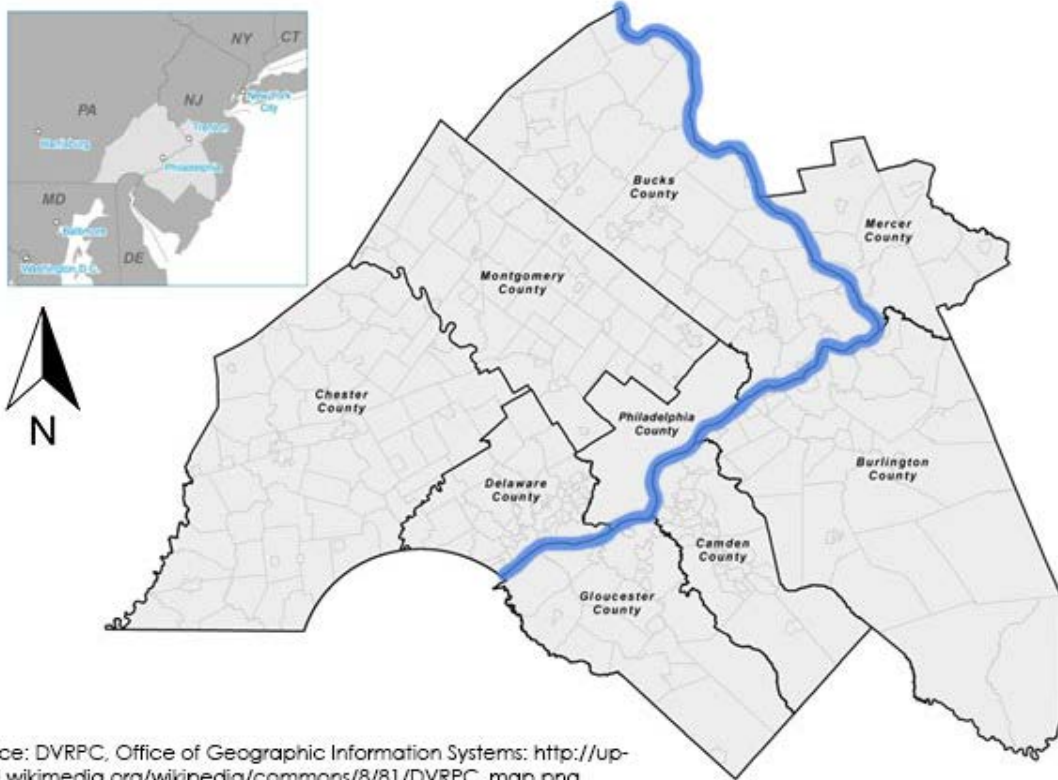 NY
CT
PA
NJ
New York
City
Trenton
Harrisburg
Philadelphia
MD
Baltimore
DE
Washington D.C.
N
Bucks
County
Mercer
County
Montgomery
County
Chester
County
Philadelphia
County
Burlington
County
Delaware
County
Camden
County
Gloucester
County
ce: DVRPC, Office of Geographic Information Systems: http://up-
.wikimedia.org/wikipedia/commons/8/81/DVRPC_map.png